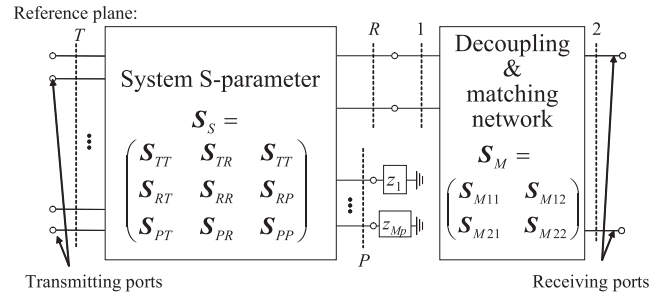 Reference plane:
T
R
1
2
System S-parameter
S_S =
S_TT S_TR S_TT
S_RT S_RR S_RP
S_PT S_PR S_PP
z_1
z_Mp
P
Decoupling
&
matching
network
S_M =
S_M11 S_M12
S_M21 S_M22
Transmitting ports
Receiving ports